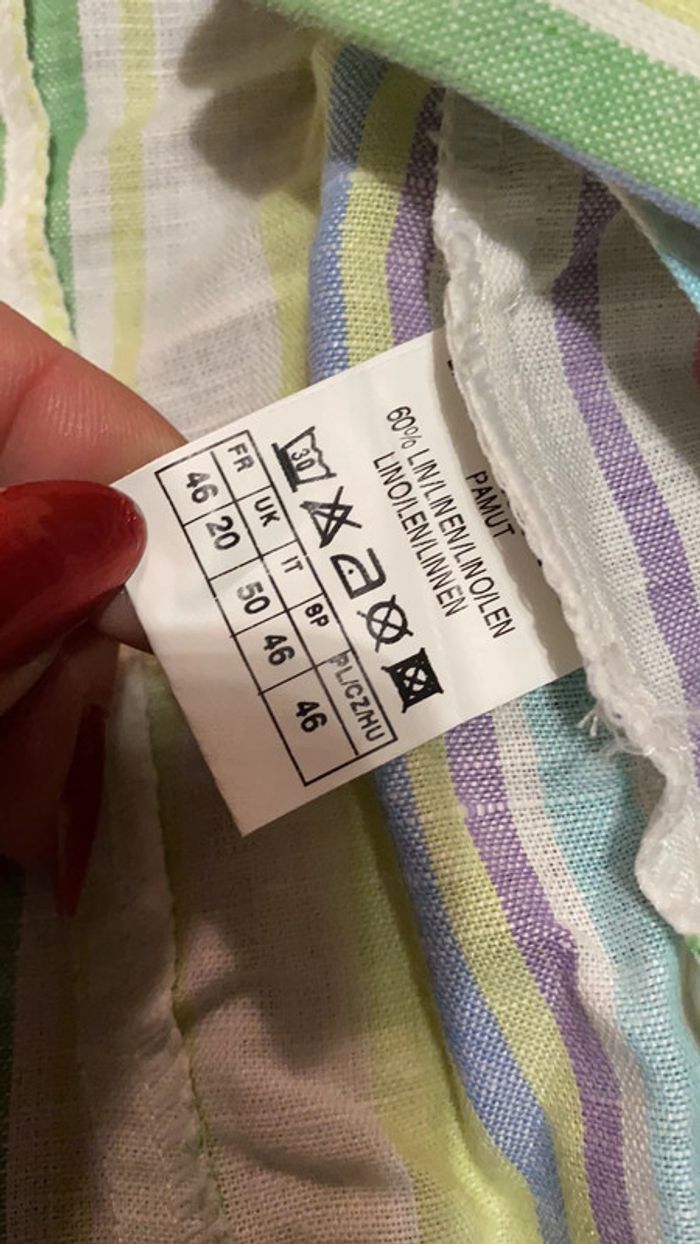 PAMUT
60% LIN/LINEN/LINO/LEN
LINO/LEN/LINNEN
30
FR UK IT SP PL/CZ/HU
46 20 50 46 46